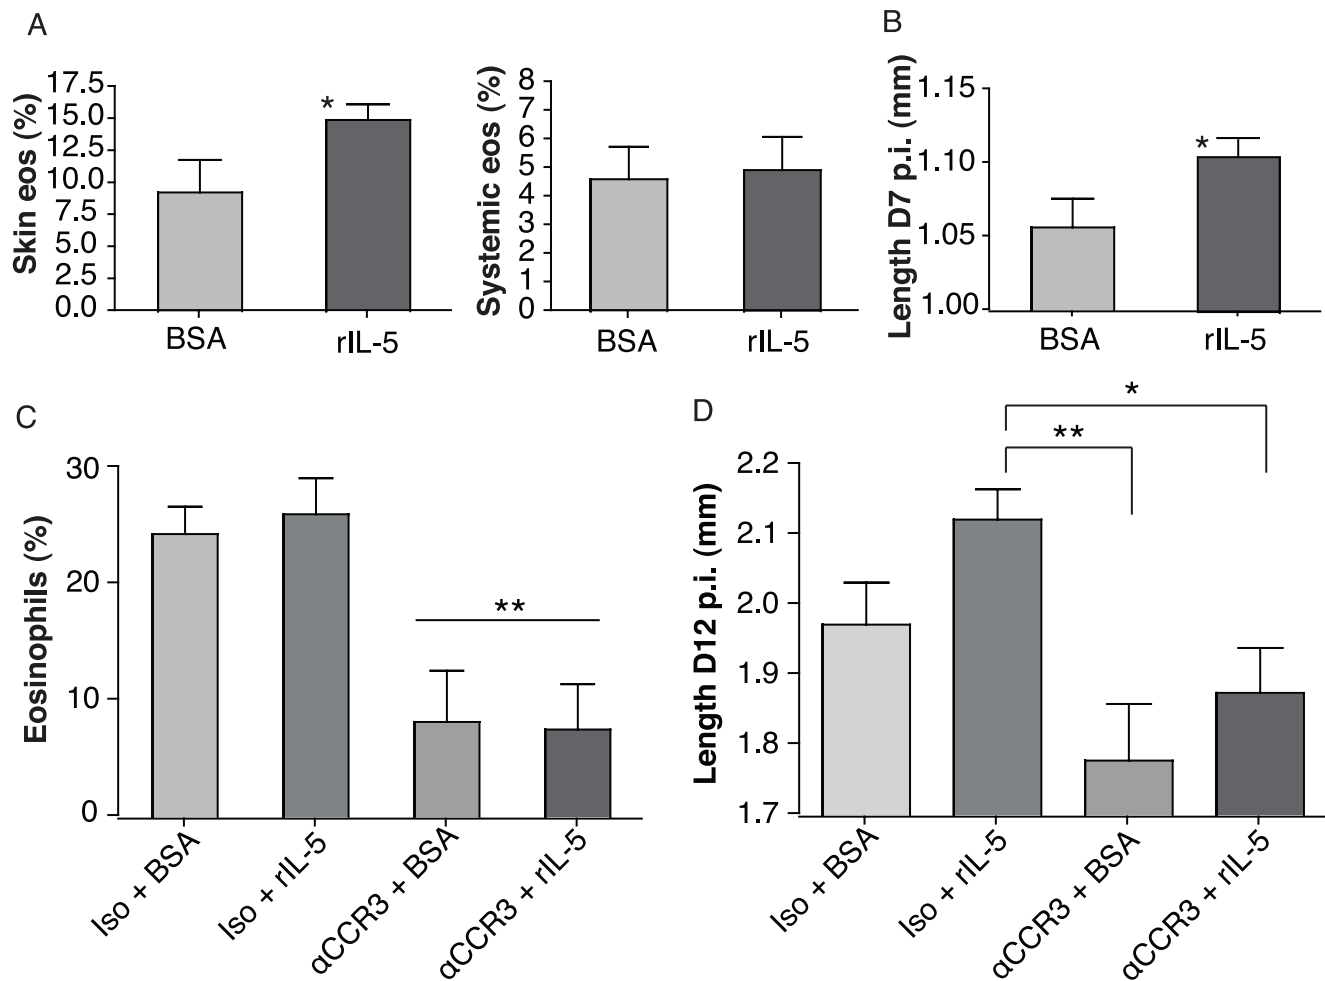 A
Skin eos (%)
17.5
15.0
12.5
10.0
7.5
5.0
2.5
0.0
*
BSA
rIL-5
Systemic eos (%)
8
7
6
5
4
3
2
1
0
BSA
rIL-5
B
Length D7 p.i. (mm)
1.15
1.10
1.05
1.00
*
BSA
rIL-5
C
Eosinophils (%)
30
20
10
0
**
Iso + BSA
Iso + rIL-5
αCCR3 + BSA
αCCR3 + rIL-5
D
Length D12 p.i. (mm)
2.2
2.1
2.0
1.9
1.8
1.7
*
**
Iso + BSA
Iso + rIL-5
αCCR3 + BSA
αCCR3 + rIL-5